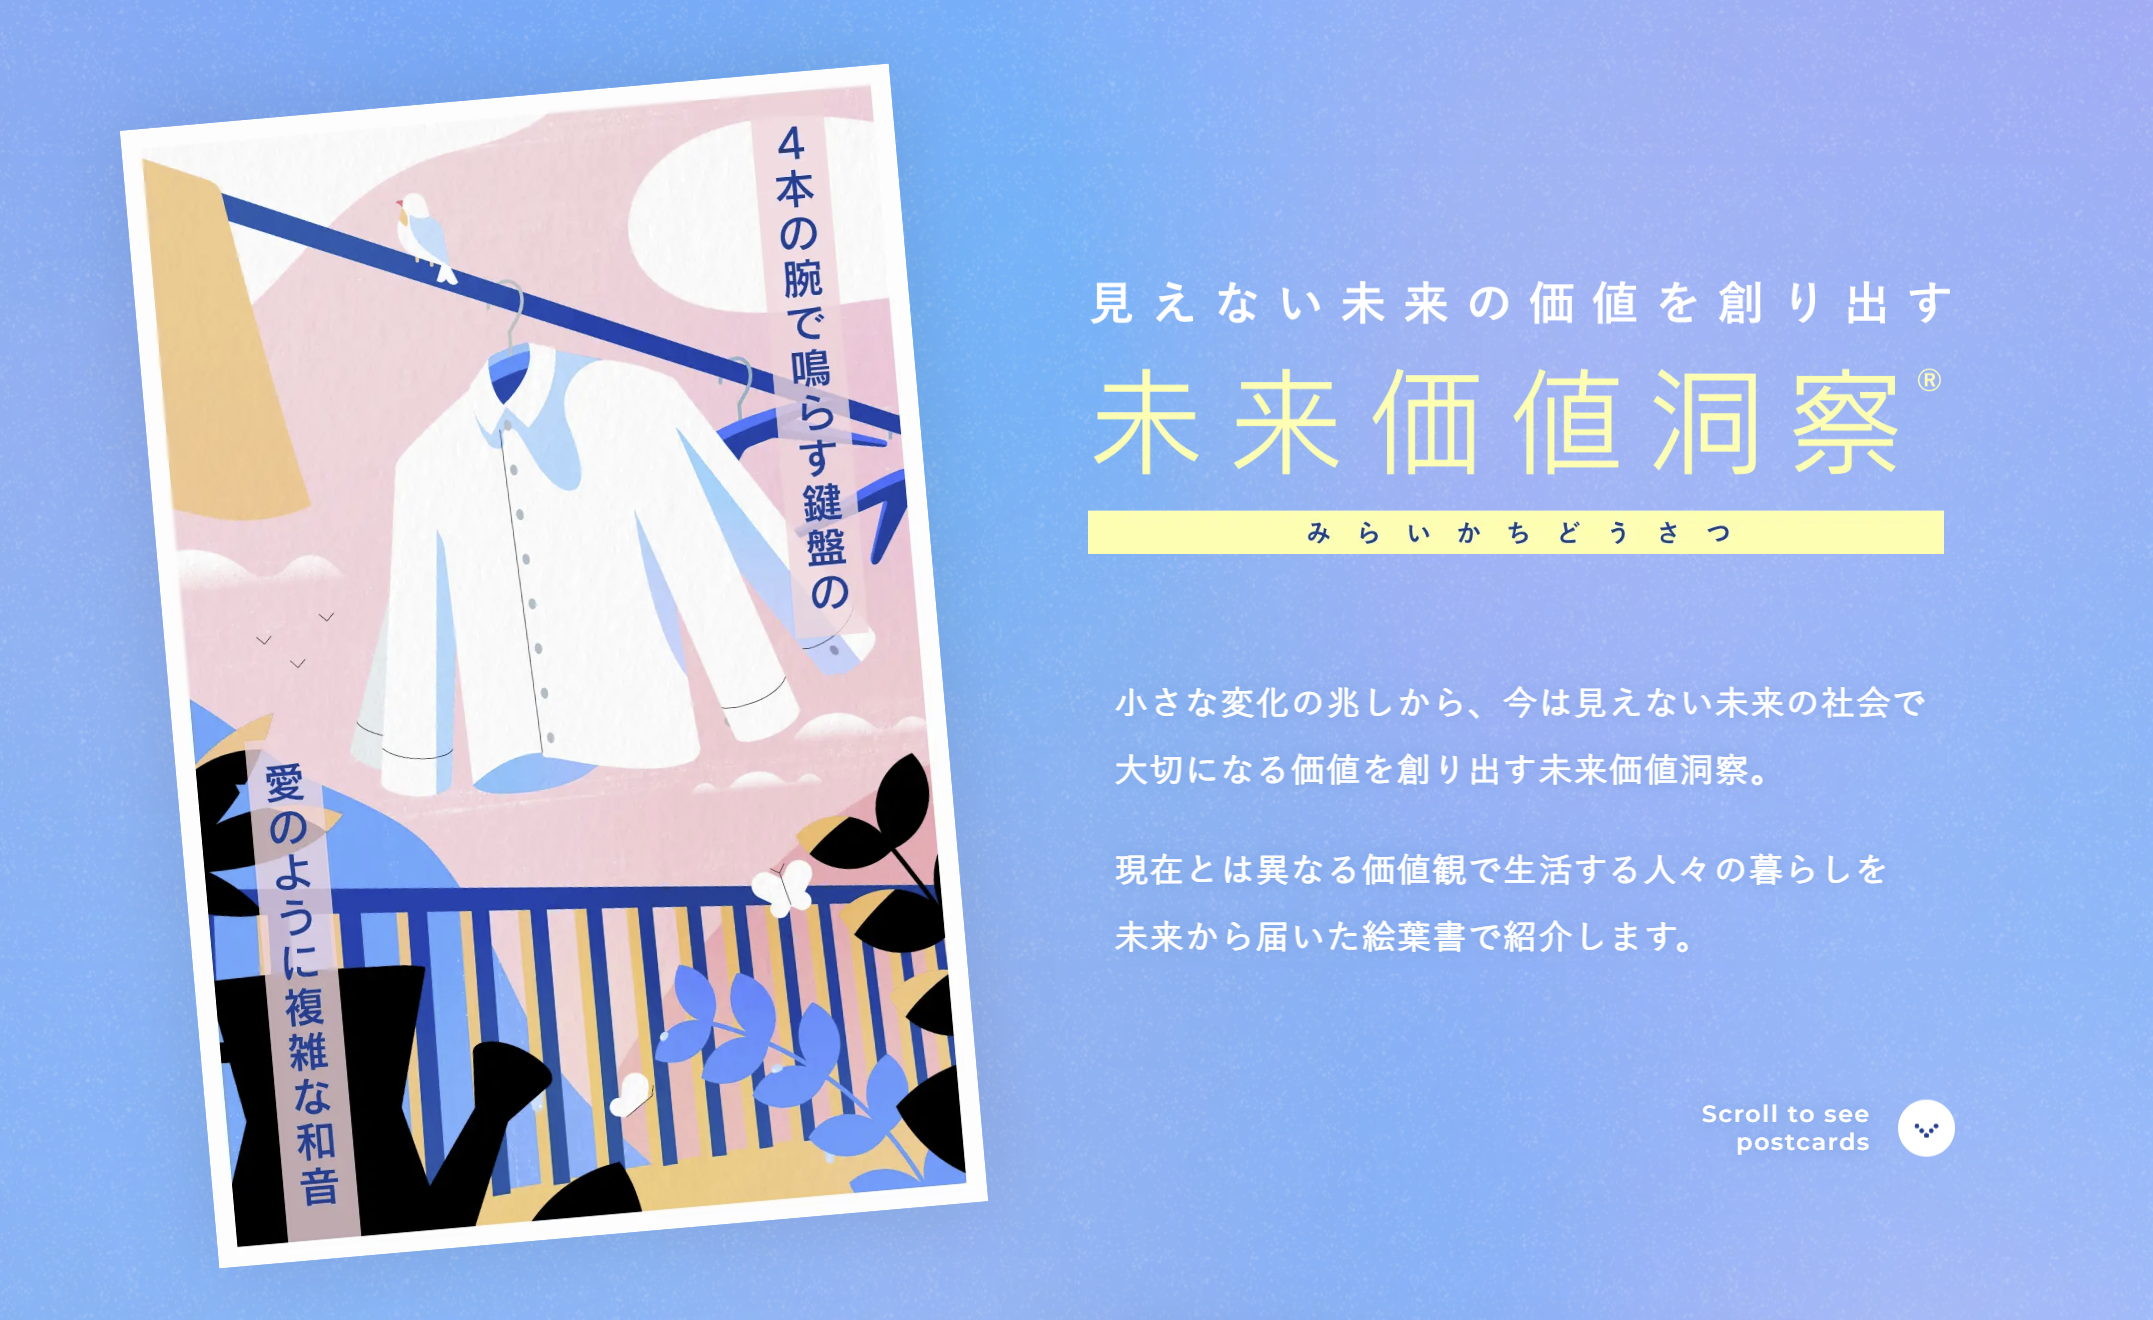 4本の腕で鳴らす鍵盤の
愛のように複雑な和音
見えない未来の価値を創り出す
未来価値洞察®
みらいかちどうさつ
小さな変化の兆しから、今は見えない未来の社会で
大切になる価値を創り出す未来価値洞察。
現在とは異なる価値観で生活する人々の暮らしを
未来から届いた絵葉書で紹介します。
Scroll to see
postcards